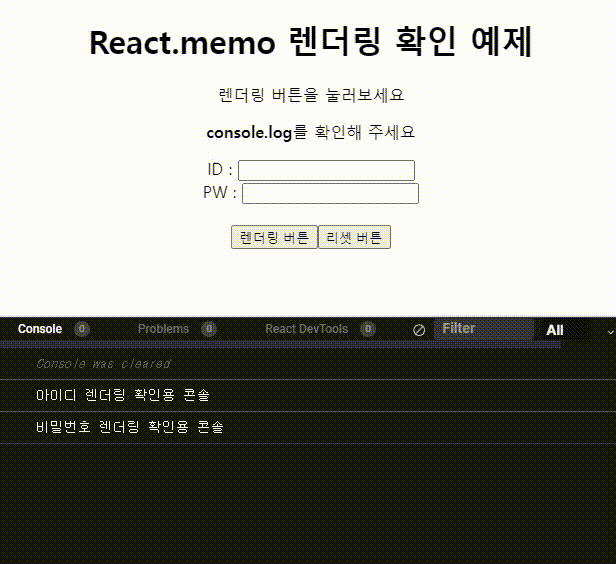 React.memo 렌더링 확인 예제
렌더링 버튼을 눌러보세요
console.log를 확인해 주세요
ID :
PW :
렌더링 버튼 리셋 버튼
Console 0 Problems 0 React DevTools 0 Filter All
Console was cleared
아이디 렌더링 확인용 콘솔
비밀번호 렌더링 확인용 콘솔